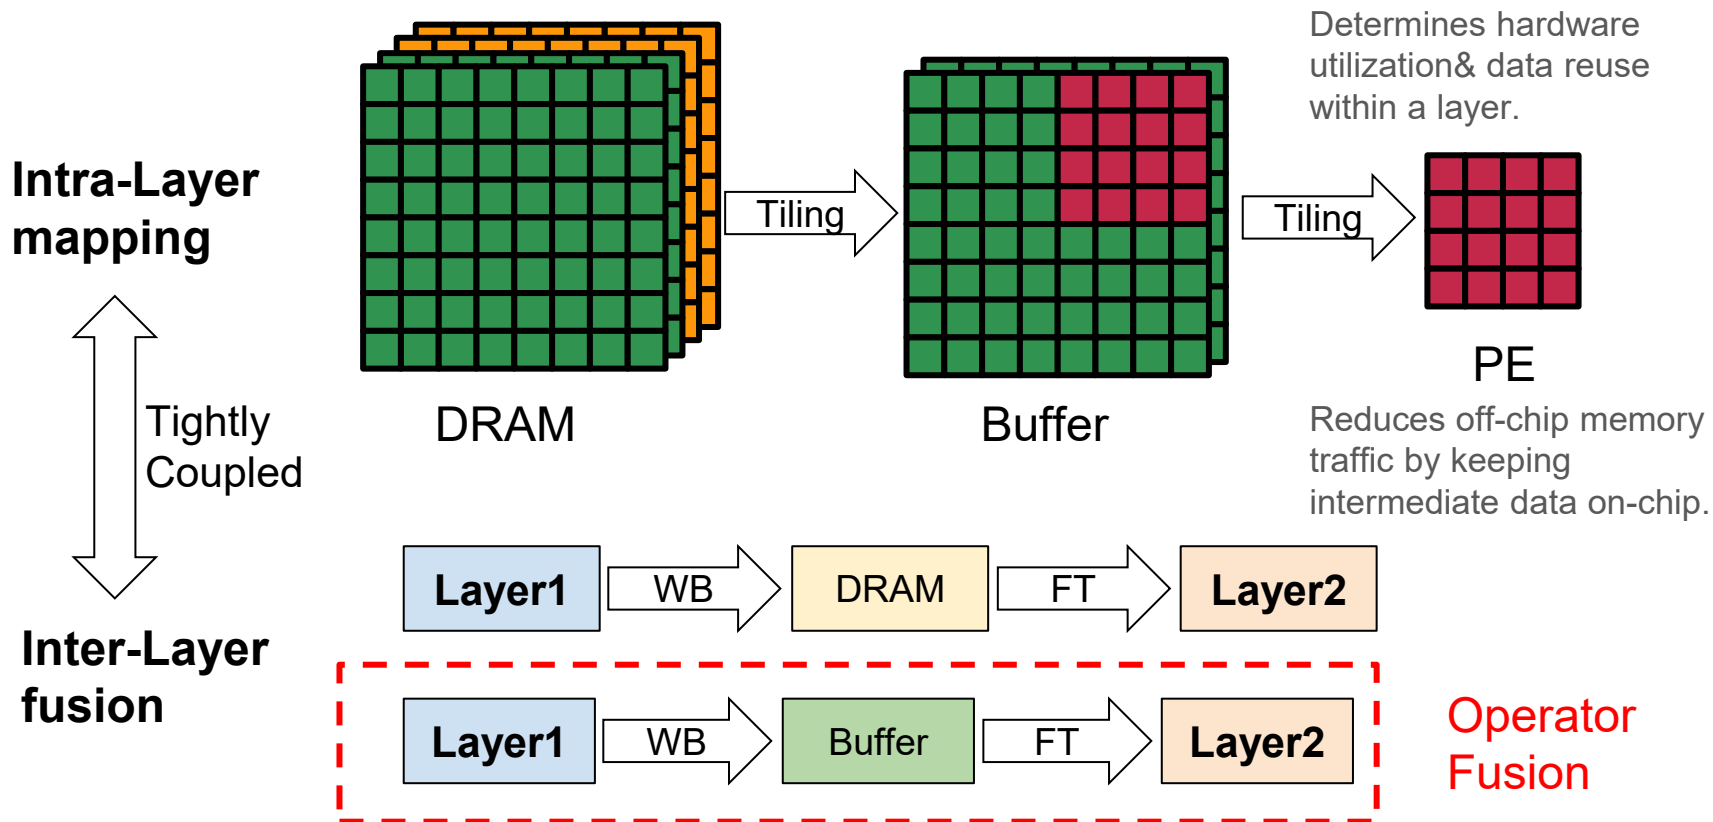 Determines hardware
utilization& data reuse
within a layer.
Intra-Layer
mapping
Tiling
Tiling
DRAM
Buffer
PE
Tightly
Coupled
Reduces off-chip memory
traffic by keeping
intermediate data on-chip.
Layer1
WB
DRAM
FT
Layer2
Inter-Layer
fusion
Layer1
WB
Buffer
FT
Layer2
Operator
Fusion